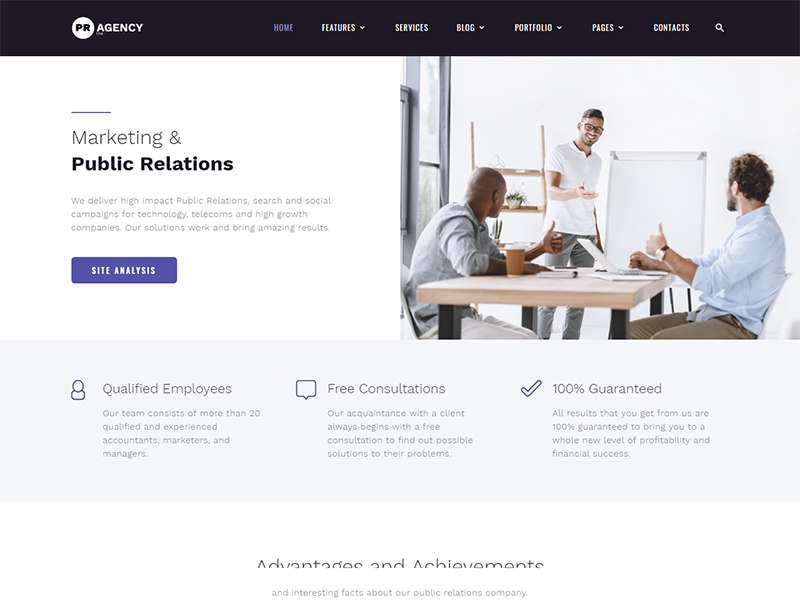 PR AGENCY
HOME FEATURES SERVICES BLOG PORTFOLIO PAGES CONTACTS
Marketing &
Public Relations
We deliver high impact Public Relations, search and social
campaigns for technology, telecoms and high growth
companies. Our solutions work and bring amazing results.
SITE ANALYSIS
Qualified Employees
Our team consists of more than 20
qualified and experienced
accountants, marketers, and
managers.
Free Consultations
Our acquaintance with a client
always begins with a free
consultation to find out possible
solutions to their problems.
100% Guaranteed
All results that you get from us are
100% guaranteed to bring you to a
whole new level of profitability and
financial success.
Advantages and Achievements
and interesting facts about our public relations company.